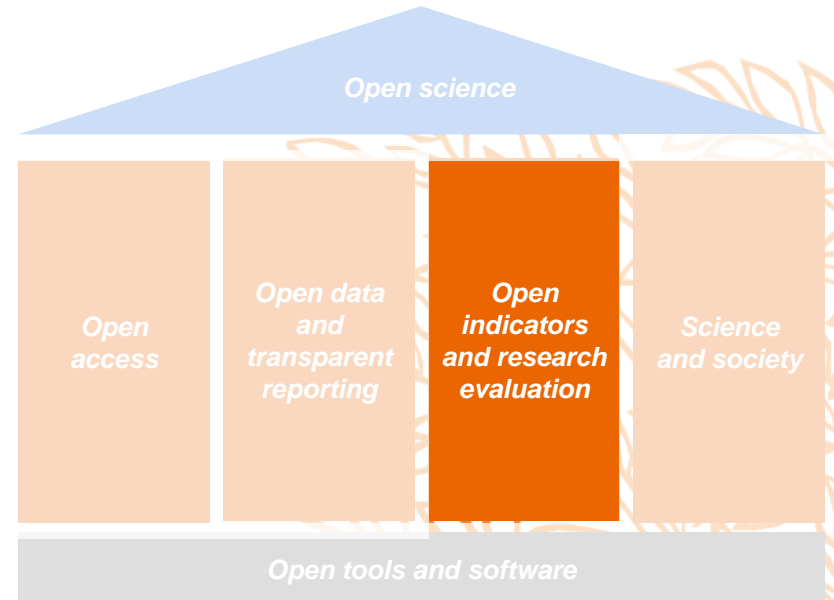 Open science
Open
access
Open data
and
transparent
reporting
Open
indicators
and research
evaluation
Science
and society
Open tools and software